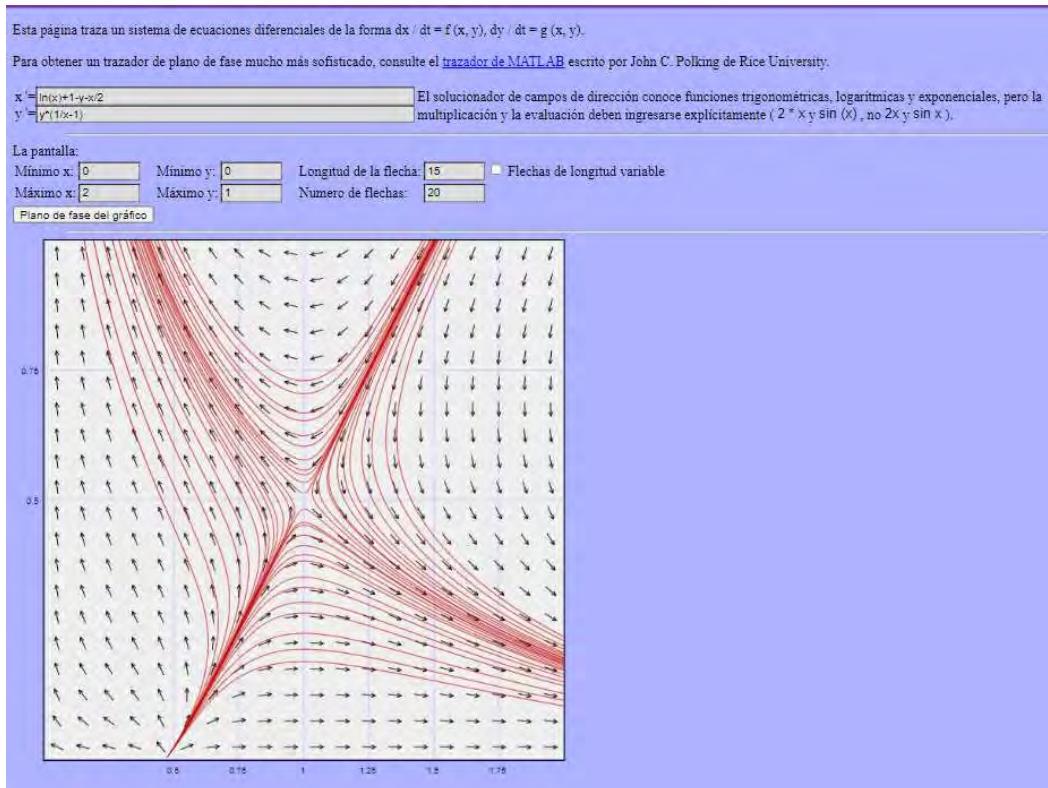 Esta página traza un sistema de ecuaciones diferenciales de la forma dx / dt = f (x, y), dy / dt = g (x, y).
Para obtener un trazador de plano de fase mucho más sofisticado, consulte el trazador de MATLAB escrito por John C. Polking de Rice University.
x '= ln(x)+1-y-x/2 El solucionador de campos de dirección conoce funciones trigonométricas, logarítmicas y exponenciales, pero la
y '= y*(1/x-1) multiplicación y la evaluación deben ingresarse explícitamente ( 2 * x y sin (x) , no 2x y sin x ).
La pantalla:
Mínimo x: 0 Mínimo y: 0 Longitud de la flecha: 15 Flechas de longitud variable
Máximo x: 2 Máximo y: 1 Numero de flechas: 20
Plano de fase del gráfico
0.75
0.5
0.5 0.75 1 1.25 1.5 1.75